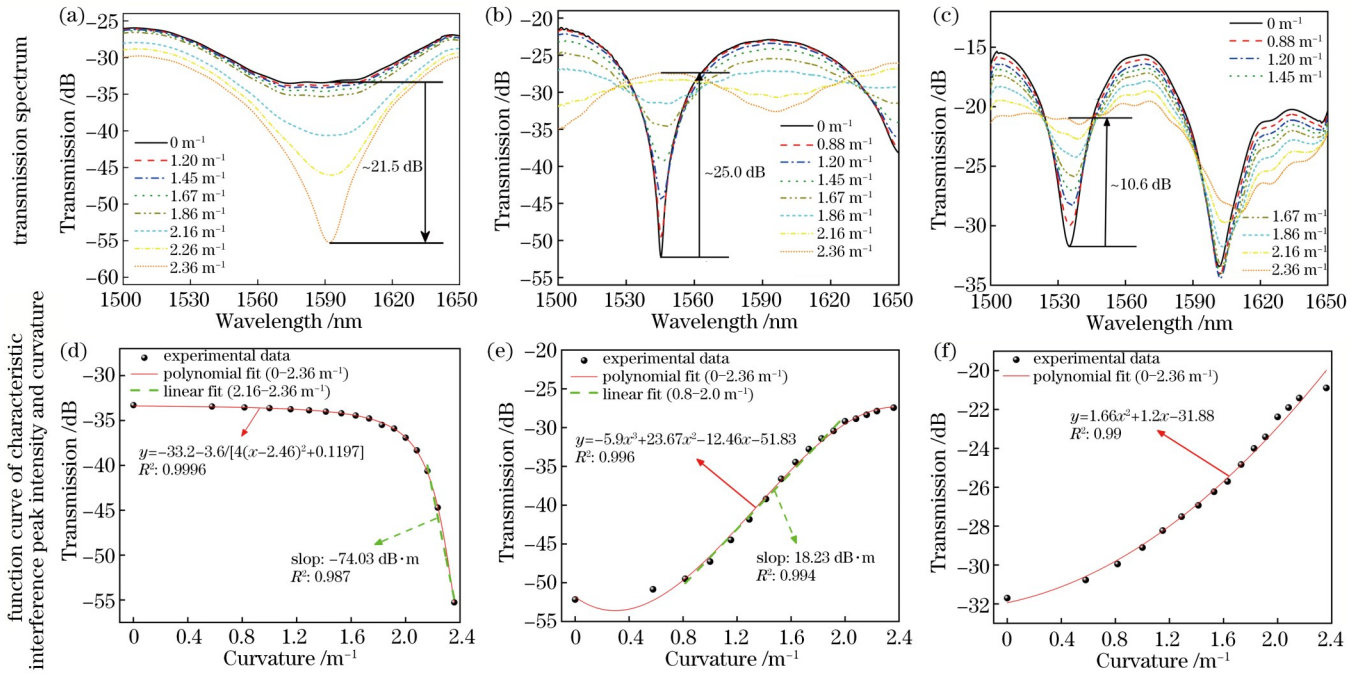 transmission spectrum
(a)
Transmission /dB
−25
−30
−35
−40
−45
−50
−55
−60
0 m⁻¹
1.20 m⁻¹
1.45 m⁻¹
1.67 m⁻¹
1.86 m⁻¹
2.16 m⁻¹
2.26 m⁻¹
2.36 m⁻¹
~21.5 dB
1500 1530 1560 1590 1620 1650
Wavelength /nm
(b)
Transmission /dB
−20
−25
−30
−35
−40
−45
−50
−55
~25.0 dB
0 m⁻¹
0.88 m⁻¹
1.20 m⁻¹
1.45 m⁻¹
1.67 m⁻¹
1.86 m⁻¹
2.16 m⁻¹
2.36 m⁻¹
1500 1530 1560 1590 1620 1650
Wavelength /nm
(c)
Transmission /dB
−15
−20
−25
−30
−35
0 m⁻¹
0.88 m⁻¹
1.20 m⁻¹
1.45 m⁻¹
~10.6 dB
1.67 m⁻¹
1.86 m⁻¹
2.16 m⁻¹
2.36 m⁻¹
1500 1530 1560 1590 1620 1650
Wavelength /nm
function curve of characteristic
interference peak intensity and curvature
(d)
Transmission /dB
−33
−35
−40
−45
−50
−55
experimental data
polynomial fit (0−2.36 m⁻¹)
linear fit (2.16−2.36 m⁻¹)
y=−33.2−3.6/[4(x−2.46)²+0.1197]
R²: 0.9996
slop: −74.03 dB·m
R²: 0.987
0.0 0.4 0.8 1.2 1.6 2.0 2.4
Curvature /m⁻¹
(e)
Transmission /dB
−20
−25
−30
−35
−40
−45
−50
−55
experimental data
polynomial fit (0−2.36 m⁻¹)
linear fit (0.8−2.0 m⁻¹)
y=−5.9x³+23.67x²−12.46x−51.83
R²: 0.996
slop: 18.23 dB·m
R²: 0.994
0 0.4 0.8 1.2 1.6 2.0 2.4
Curvature /m⁻¹
(f)
Transmission /dB
−20
−22
−24
−26
−28
−30
−32
experimental data
polynomial fit (0−2.36 m⁻¹)
y=1.66x²+1.2x−31.88
R²: 0.99
0 0.4 0.8 1.2 1.6 2.0 2.4
Curvature /m⁻¹